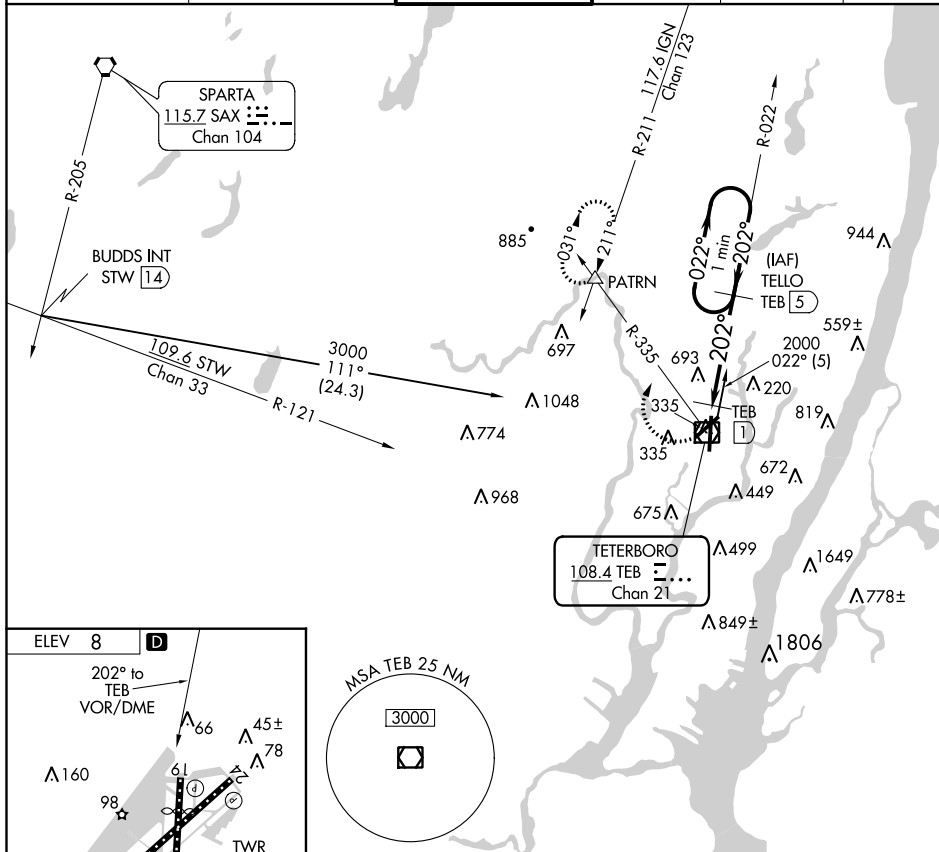 SPARTA
115.7 SAX
Chan 104
R-205
BUDDS INT
STW 14
109.6 STW
Chan 33
R-121
3000
111°
(24.3)
117.6 IGN
Chan 123
R-211
R-022
885
031°
211°
PATRN
697
R-335
022°
1 min
202°
(IAF)
TELLO
TEB 5
944
559±
2000
022° (5)
202°
693
220
1048
774
968
335
335
TEB
1
819
672
449
675
499
TETERBORO
108.4 TEB
Chan 21
1649
778±
849±
1806
ELEV 8 D
202° to
TEB
VOR/DME
66
45±
78
160
98
19
24
P
P
TWR
MSA TEB 25 NM
3000